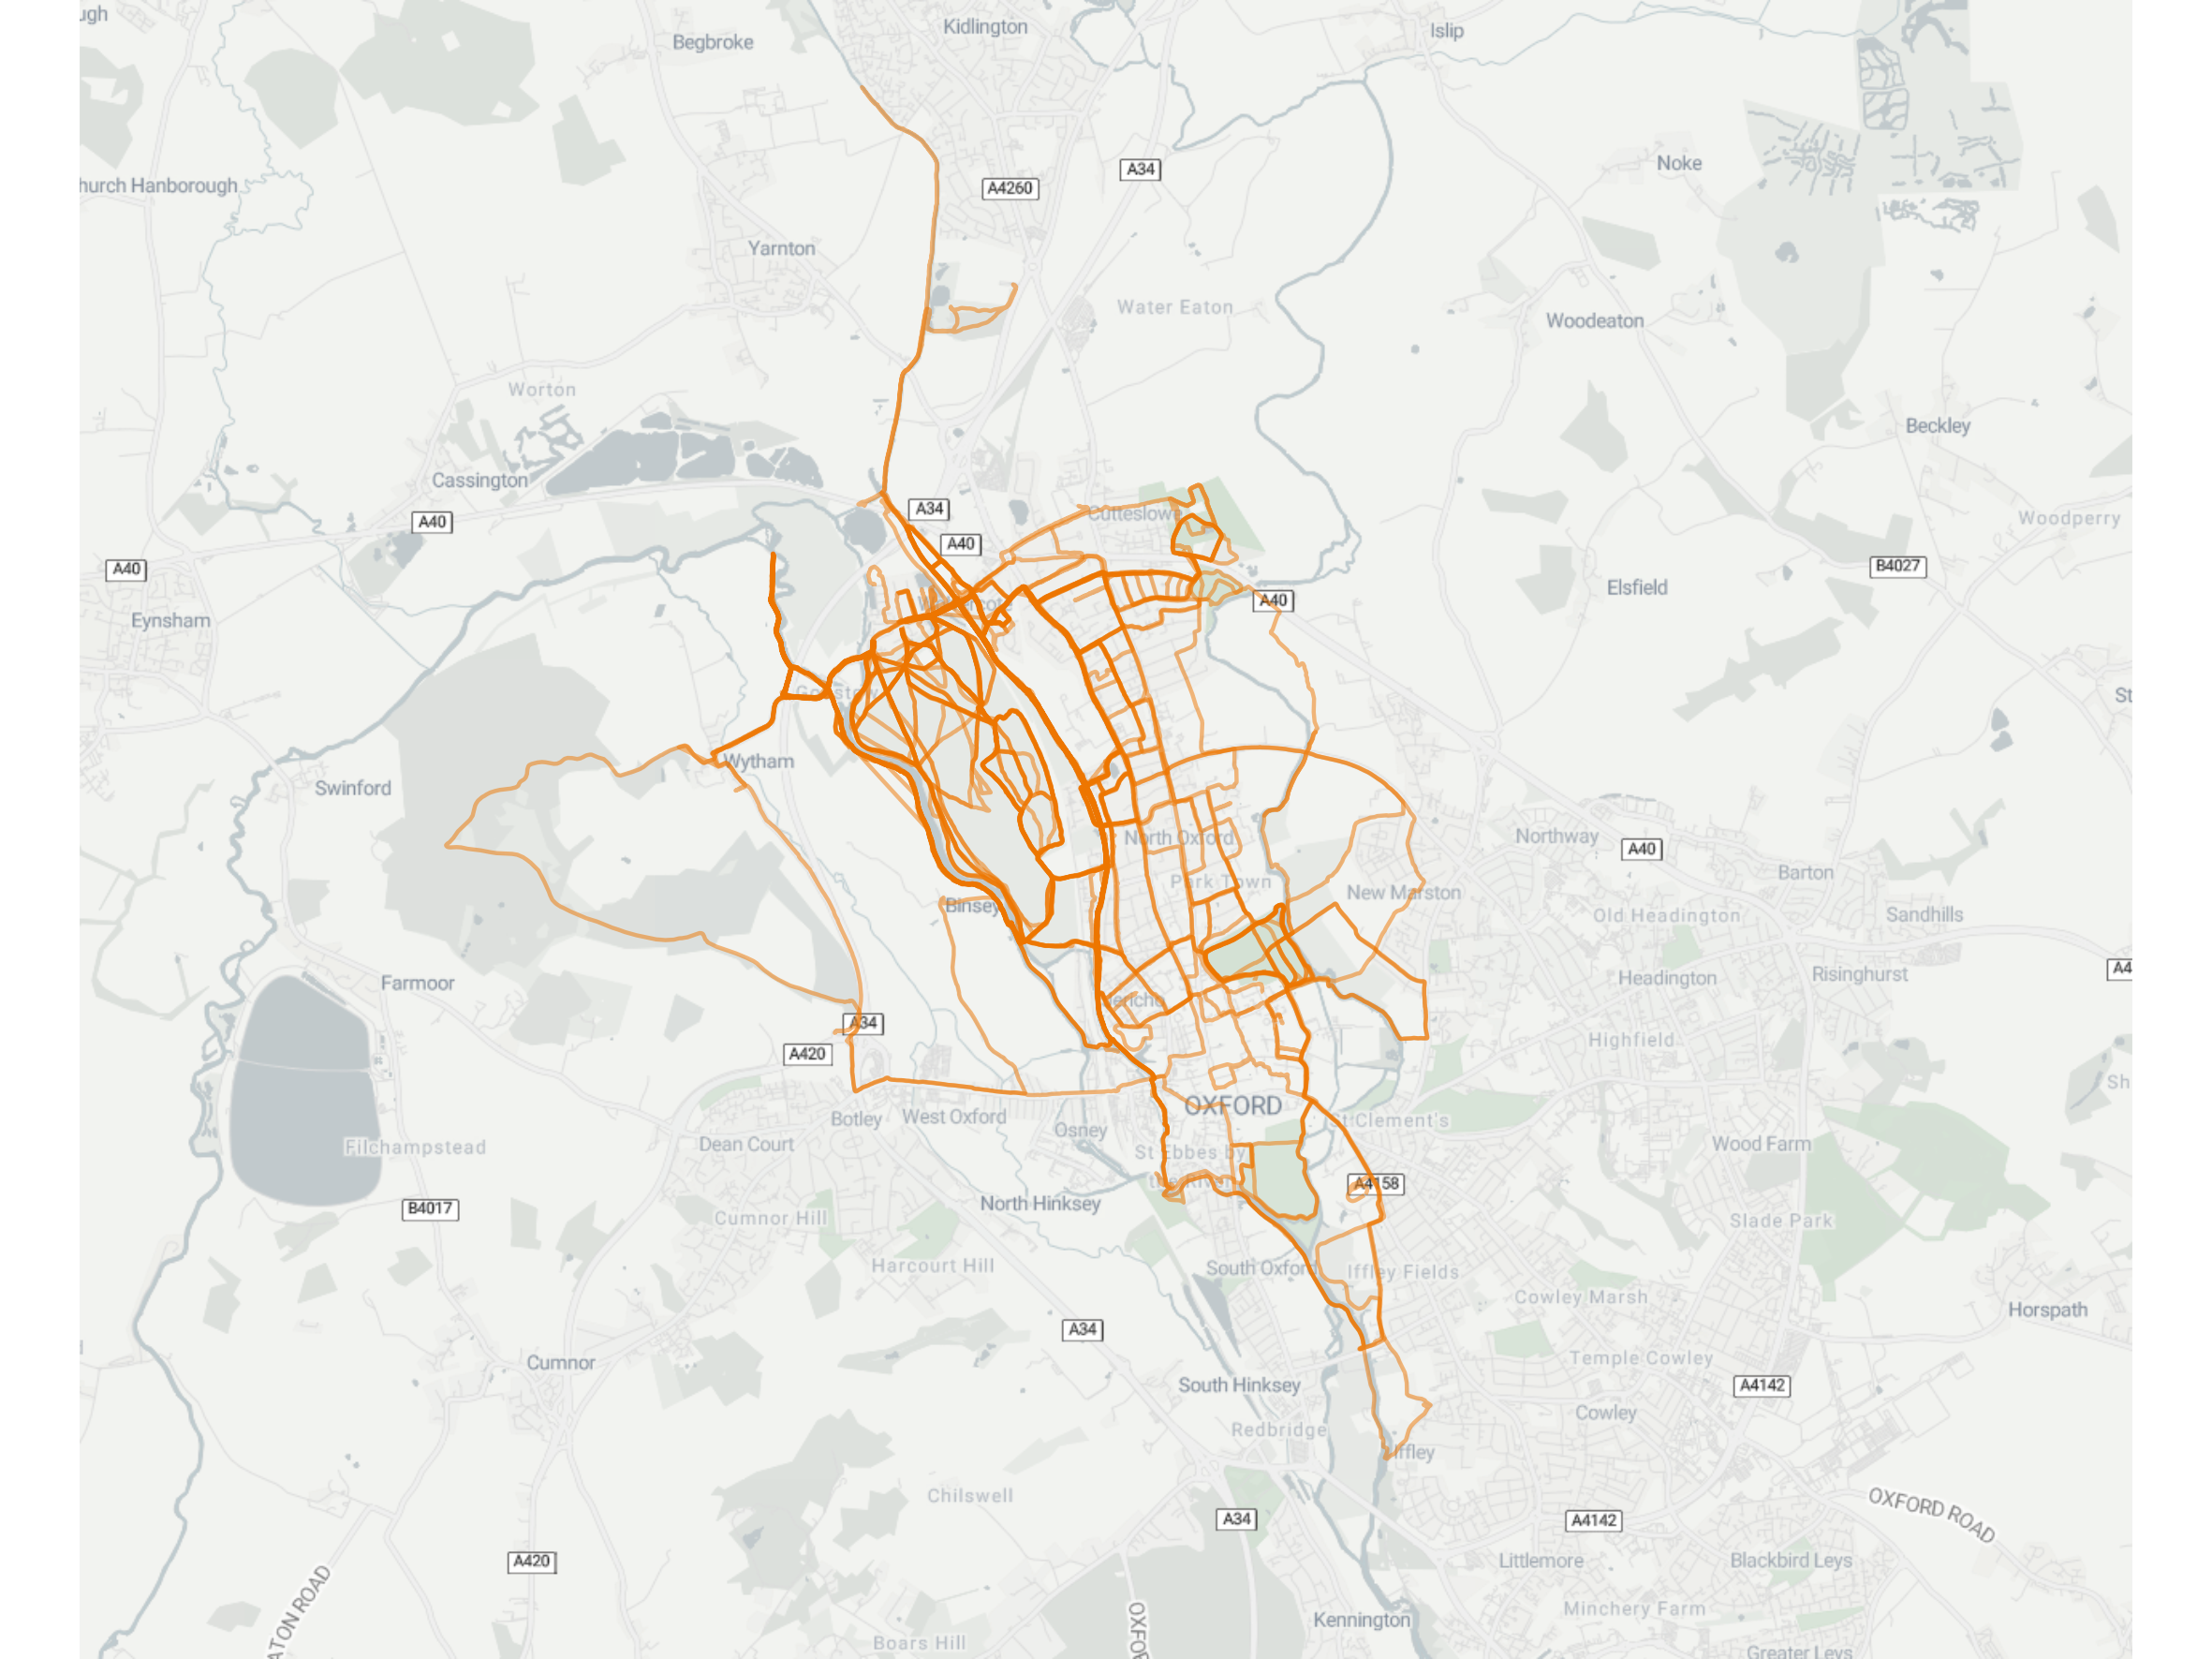 ugh
Kidlington
Islip
Begbroke
A34
Noke
A4260
hurch Hanborough
Yarnton
Water Eaton
Woodeaton
Worton
Beckley
Cassington
A34
Cutteslowe
Woodperry
A40
A40
A40
B4027
Elsfield
A40
Eynsham
St
Wytham
Swinford
Northway
A40
North Oxford
Barton
Park Town
New Marston
Binsey
Old Headington
Sandhills
Farmoor
Headington
Risinghurst
A4
Jericho
A34
A420
Highfield
Sh
OXFORD
Botley
West Oxford
St Clement's
Osney
Dean Court
Wood Farm
Filchampstead
St Ebbes by
the River
A4158
North Hinksey
B4017
Cumnor Hill
Slade Park
Harcourt Hill
South Oxford
Iffley Fields
Cowley Marsh
Horspath
A34
Cumnor
Temple Cowley
South Hinksey
A4142
Cowley
Redbridge
Iffley
Chilswell
OXFORD ROAD
A34
A4142
A420
Littlemore
Blackbird Leys
ATON ROAD
OXFO
Kennington
Minchery Farm
Boars Hill
Greater Leys